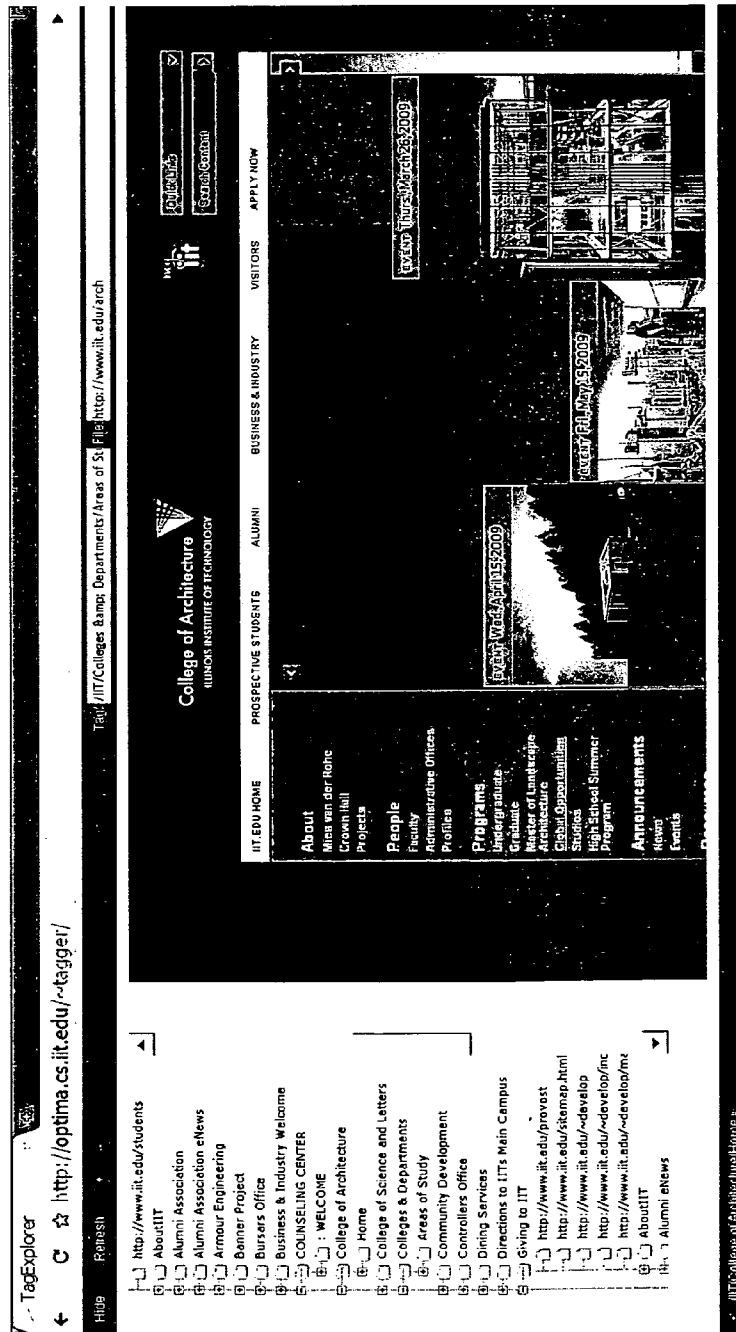 TagExplorer
http://optima.cs.iit.edu/~tagger/
Hide Refresh
Tag: /IIT/Colleges &amp; Departments/Areas of St File: http://www.iit.edu/arch
http://www.iit.edu/students
AboutIIT
Alumni Association
Alumni Association eNews
Armour Engineering
Banner Project
Bursars Office
Business & Industry Welcome
COUNSELING CENTER
: WELCOME
College of Architecture
Home
College of Science and Letters
Colleges & Departments
Areas of Study
Community Development
Controllers Office
Dining Services
Directions to IITs Main Campus
Giving to IIT
http://www.iit.edu/provost
http://www.iit.edu/sitemap.html
http://www.iit.edu/~develop
http://www.iit.edu/~develop/inc
http://www.iit.edu/~develop/ma
AboutIIT
Alumni eNews
College of Architecture
ILLINOIS INSTITUTE OF TECHNOLOGY
iit
Quick Links
Search Content
IIT.EDU HOME PROSPECTIVE STUDENTS ALUMNI BUSINESS & INDUSTRY VISITORS APPLY NOW
About
Mies van der Rohe
Crown Hall
Projects
People
Faculty
Administrative Offices
Profiles
Programs
Undergraduate
Graduate
Master of Landscape
Architecture
Global Opportunities
Studios
High School Summer
Program
Announcements
News
Events
EVENT Wed, April 15, 2009
EVENT Fri, May 15, 2009
EVENT Thurs, March 26, 2009
/IIT/College of Architecture/Home